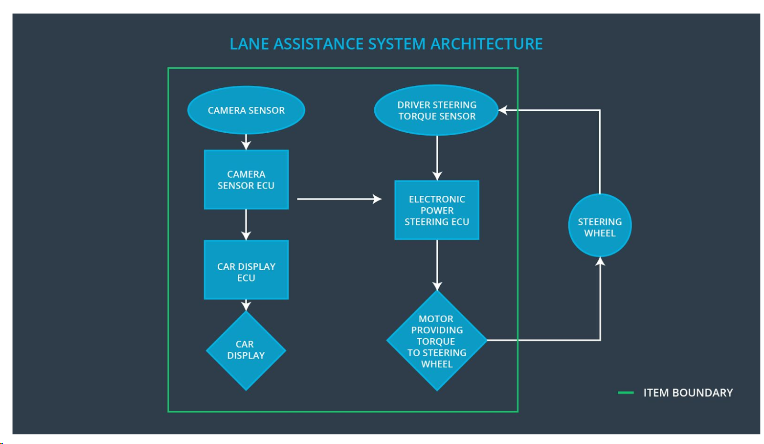 LANE ASSISTANCE SYSTEM ARCHITECTURE
CAMERA SENSOR
DRIVER STEERING
TORQUE SENSOR
CAMERA
SENSOR ECU
ELECTRONIC
POWER
STEERING ECU
STEERING
WHEEL
CAR DISPLAY
ECU
CAR
DISPLAY
MOTOR
PROVIDING
TORQUE
TO STEERING
WHEEL
ITEM BOUNDARY